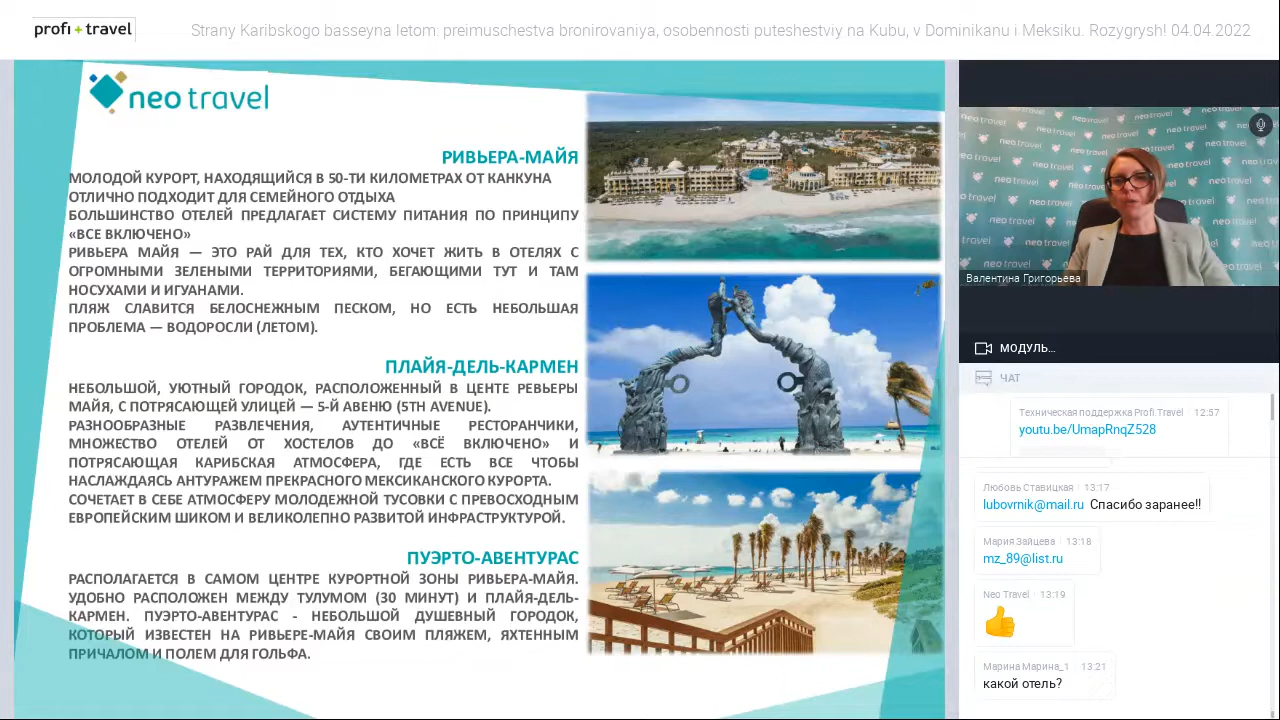 profi + travel
Strany Karibskogo basseyna letom: preimuschestva bronirovaniya, osobennosti puteshestviy na Kubu, v Dominikanu i Meksiku. Rozygrysh! 04.04.2022
neo travel
РИВЬЕРА-МАЙЯ
МОЛОДОЙ КУРОРТ, НАХОДЯЩИЙСЯ В 50-ТИ КИЛОМЕТРАХ ОТ КАНКУНА
ОТЛИЧНО ПОДХОДИТ ДЛЯ СЕМЕЙНОГО ОТДЫХА
БОЛЬШИНСТВО ОТЕЛЕЙ ПРЕДЛАГАЕТ СИСТЕМУ ПИТАНИЯ ПО ПРИНЦИПУ
«ВСЕ ВКЛЮЧЕНО»
РИВЬЕРА МАЙЯ — ЭТО РАЙ ДЛЯ ТЕХ, КТО ХОЧЕТ ЖИТЬ В ОТЕЛЯХ С
ОГРОМНЫМИ ЗЕЛЕНЫМИ ТЕРРИТОРИЯМИ, БЕГАЮЩИМИ ТУТ И ТАМ
НОСУХАМИ И ИГУАНАМИ.
ПЛЯЖ СЛАВИТСЯ БЕЛОСНЕЖНЫМ ПЕСКОМ, НО ЕСТЬ НЕБОЛЬШАЯ
ПРОБЛЕМА — ВОДОРОСЛИ (ЛЕТОМ).
ПЛАЙЯ-ДЕЛЬ-КАРМЕН
НЕБОЛЬШОЙ, УЮТНЫЙ ГОРОДОК, РАСПОЛОЖЕННЫЙ В ЦЕНТЕ РЕВЬЕРЫ
МАЙЯ, С ПОТРЯСАЮЩЕЙ УЛИЦЕЙ — 5-Й АВЕНЮ (5TH AVENUE).
РАЗНООБРАЗНЫЕ РАЗВЛЕЧЕНИЯ, АУТЕНТИЧНЫЕ РЕСТОРАНЧИКИ,
МНОЖЕСТВО ОТЕЛЕЙ ОТ ХОСТЕЛОВ ДО «ВСЁ ВКЛЮЧЕНО» И
ПОТРЯСАЮЩАЯ КАРИБСКАЯ АТМОСФЕРА, ГДЕ ЕСТЬ ВСЕ ЧТОБЫ
НАСЛАЖДАЯСЬ АНТУРАЖЕМ ПРЕКРАСНОГО МЕКСИКАНСКОГО КУРОРТА.
СОЧЕТАЕТ В СЕБЕ АТМОСФЕРУ МОЛОДЕЖНОЙ ТУСОВКИ С ПРЕВОСХОДНЫМ
ЕВРОПЕЙСКИМ ШИКОМ И ВЕЛИКОЛЕПНО РАЗВИТОЙ ИНФРАСТРУКТУРОЙ.
ПУЭРТО-АВЕНТУРАС
РАСПОЛАГАЕТСЯ В САМОМ ЦЕНТРЕ КУРОРТНОЙ ЗОНЫ РИВЬЕРА-МАЙЯ.
УДОБНО РАСПОЛОЖЕН МЕЖДУ ТУЛУМОМ (30 МИНУТ) И ПЛАЙЯ-ДЕЛЬ-
КАРМЕН. ПУЭРТО-АВЕНТУРАС - НЕБОЛЬШОЙ ДУШЕВНЫЙ ГОРОДОК,
КОТОРЫЙ ИЗВЕСТЕН НА РИВЬЕРЕ-МАЙЯ СВОИМ ПЛЯЖЕМ, ЯХТЕННЫМ
ПРИЧАЛОМ И ПОЛЕМ ДЛЯ ГОЛЬФА.
neo travel
Валентина Григорьева
МОДУЛЬ…
ЧАТ
Техническая поддержка Profi.Travel 12:57
youtu.be/UmapRnqZ528
Любовь Ставицкая 13:17
lubovrnik@mail.ru Спасибо заранее!!
Мария Зайцева 13:18
mz_89@list.ru
Neo Travel 13:19
Марина Марина_1 13:21
какой отель?